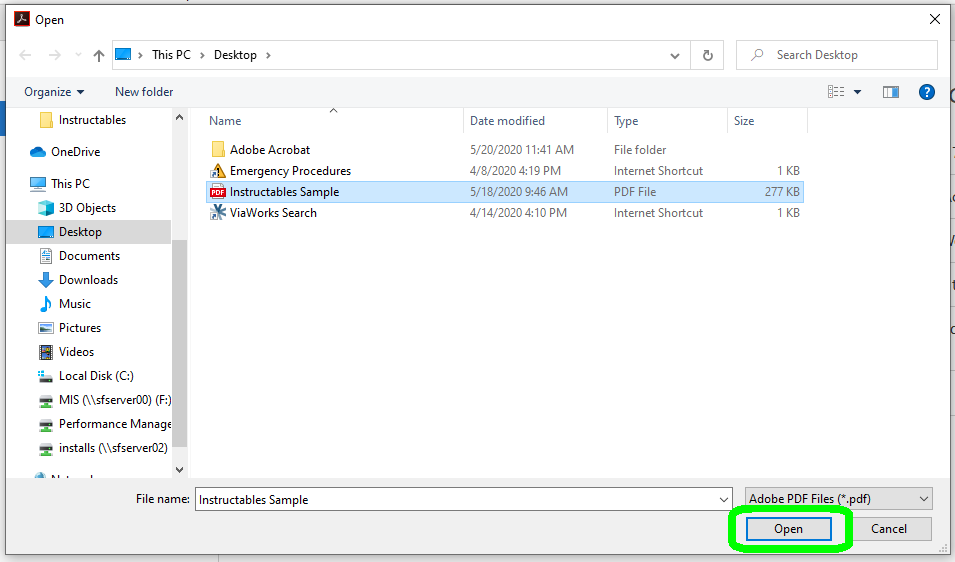 Open
This PC > Desktop >
Search Desktop
Organize
New folder
?
Instructables
OneDrive
This PC
3D Objects
Desktop
Documents
Downloads
Music
Pictures
Videos
Local Disk (C:)
MIS (\\sfserver00) (F:)
Performance Manage
installs (\\sfserver02)
Name Date modified Type Size
Adobe Acrobat 5/20/2020 11:41 AM File folder
Emergency Procedures 4/8/2020 4:19 PM Internet Shortcut 1 KB
PDF Instructables Sample 5/18/2020 9:46 AM PDF File 277 KB
ViaWorks Search 4/14/2020 4:10 PM Internet Shortcut 1 KB
File name: Instructables Sample Adobe PDF Files (*.pdf)
Open Cancel